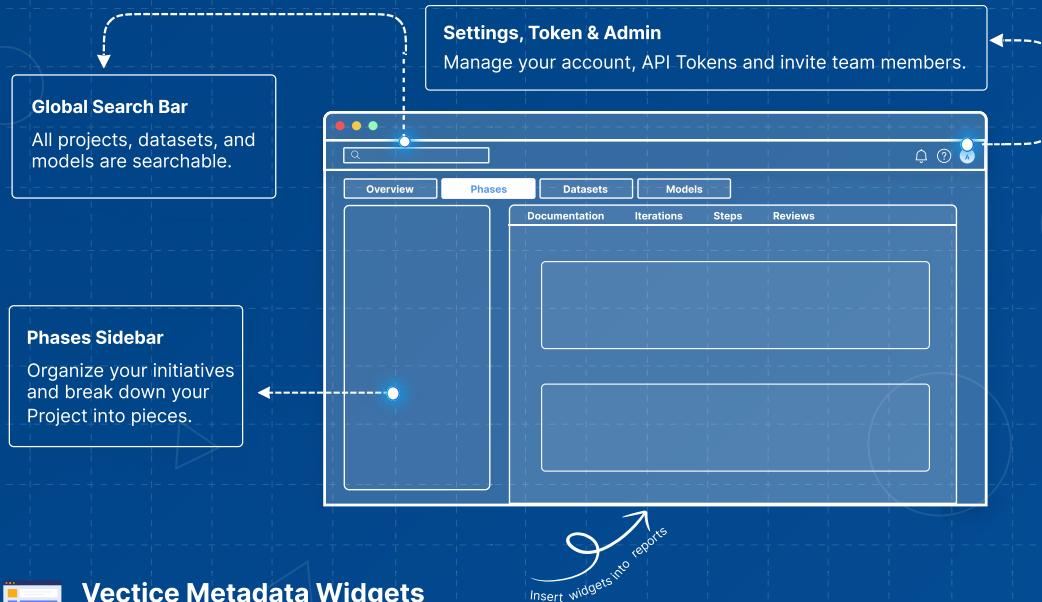 Settings, Token & Admin
Manage your account, API Tokens and invite team members.
Global Search Bar
All projects, datasets, and
models are searchable.
A
Overview
Phases
Datasets
Models
Documentation
Iterations
Steps
Reviews
Phases Sidebar
Organize your initiatives
and break down your
Project into pieces.
Insert widgets into reports
Vectice Metadata Widgets